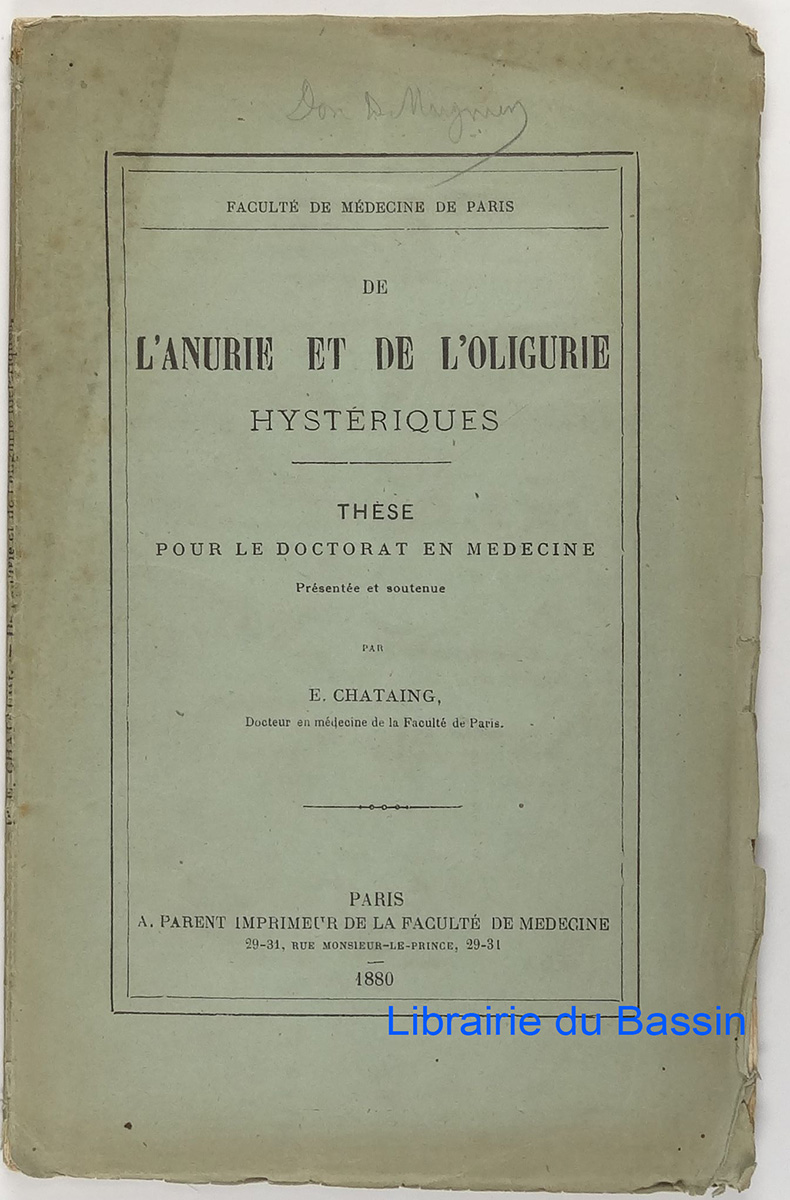 FACULTÉ DE MÉDECINE DE PARIS
DE
L'ANURIE ET DE L'OLIGURIE
HYSTÉRIQUES
THÈSE
POUR LE DOCTORAT EN MEDECINE
Présentée et soutenue
PAR
E. CHATAING,
Docteur en médecine de la Faculté de Paris.
PARIS
A. PARENT IMPRIMEUR DE LA FACULTÉ DE MEDECINE
29-31, RUE MONSIEUR-LE-PRINCE, 29-31
1880
Librairie du Bassin